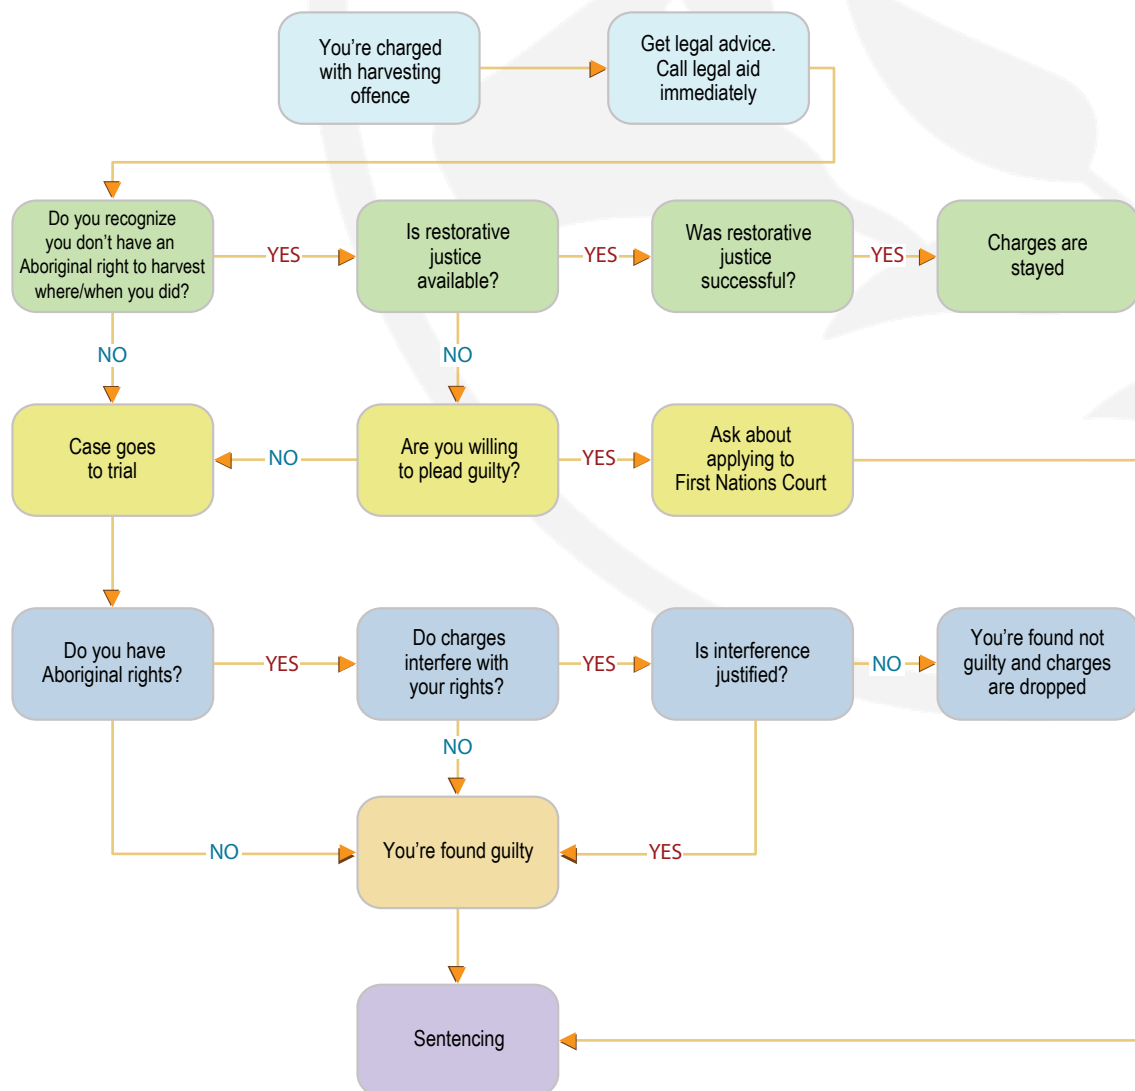 You're charged
with harvesting
offence
Get legal advice.
Call legal aid
immediately
Do you recognize
you don't have an
Aboriginal right to harvest
where/when you did?
YES
Is restorative
justice
available?
YES
Was restorative
justice
successful?
YES
Charges are
stayed
NO
NO
Case goes
to trial
NO
Are you willing
to plead guilty?
YES
Ask about
applying to
First Nations Court
Do you have
Aboriginal rights?
YES
Do charges
interfere with
your rights?
YES
Is interference
justified?
NO
You're found not
guilty and charges
are dropped
NO
NO
You're found guilty
YES
Sentencing